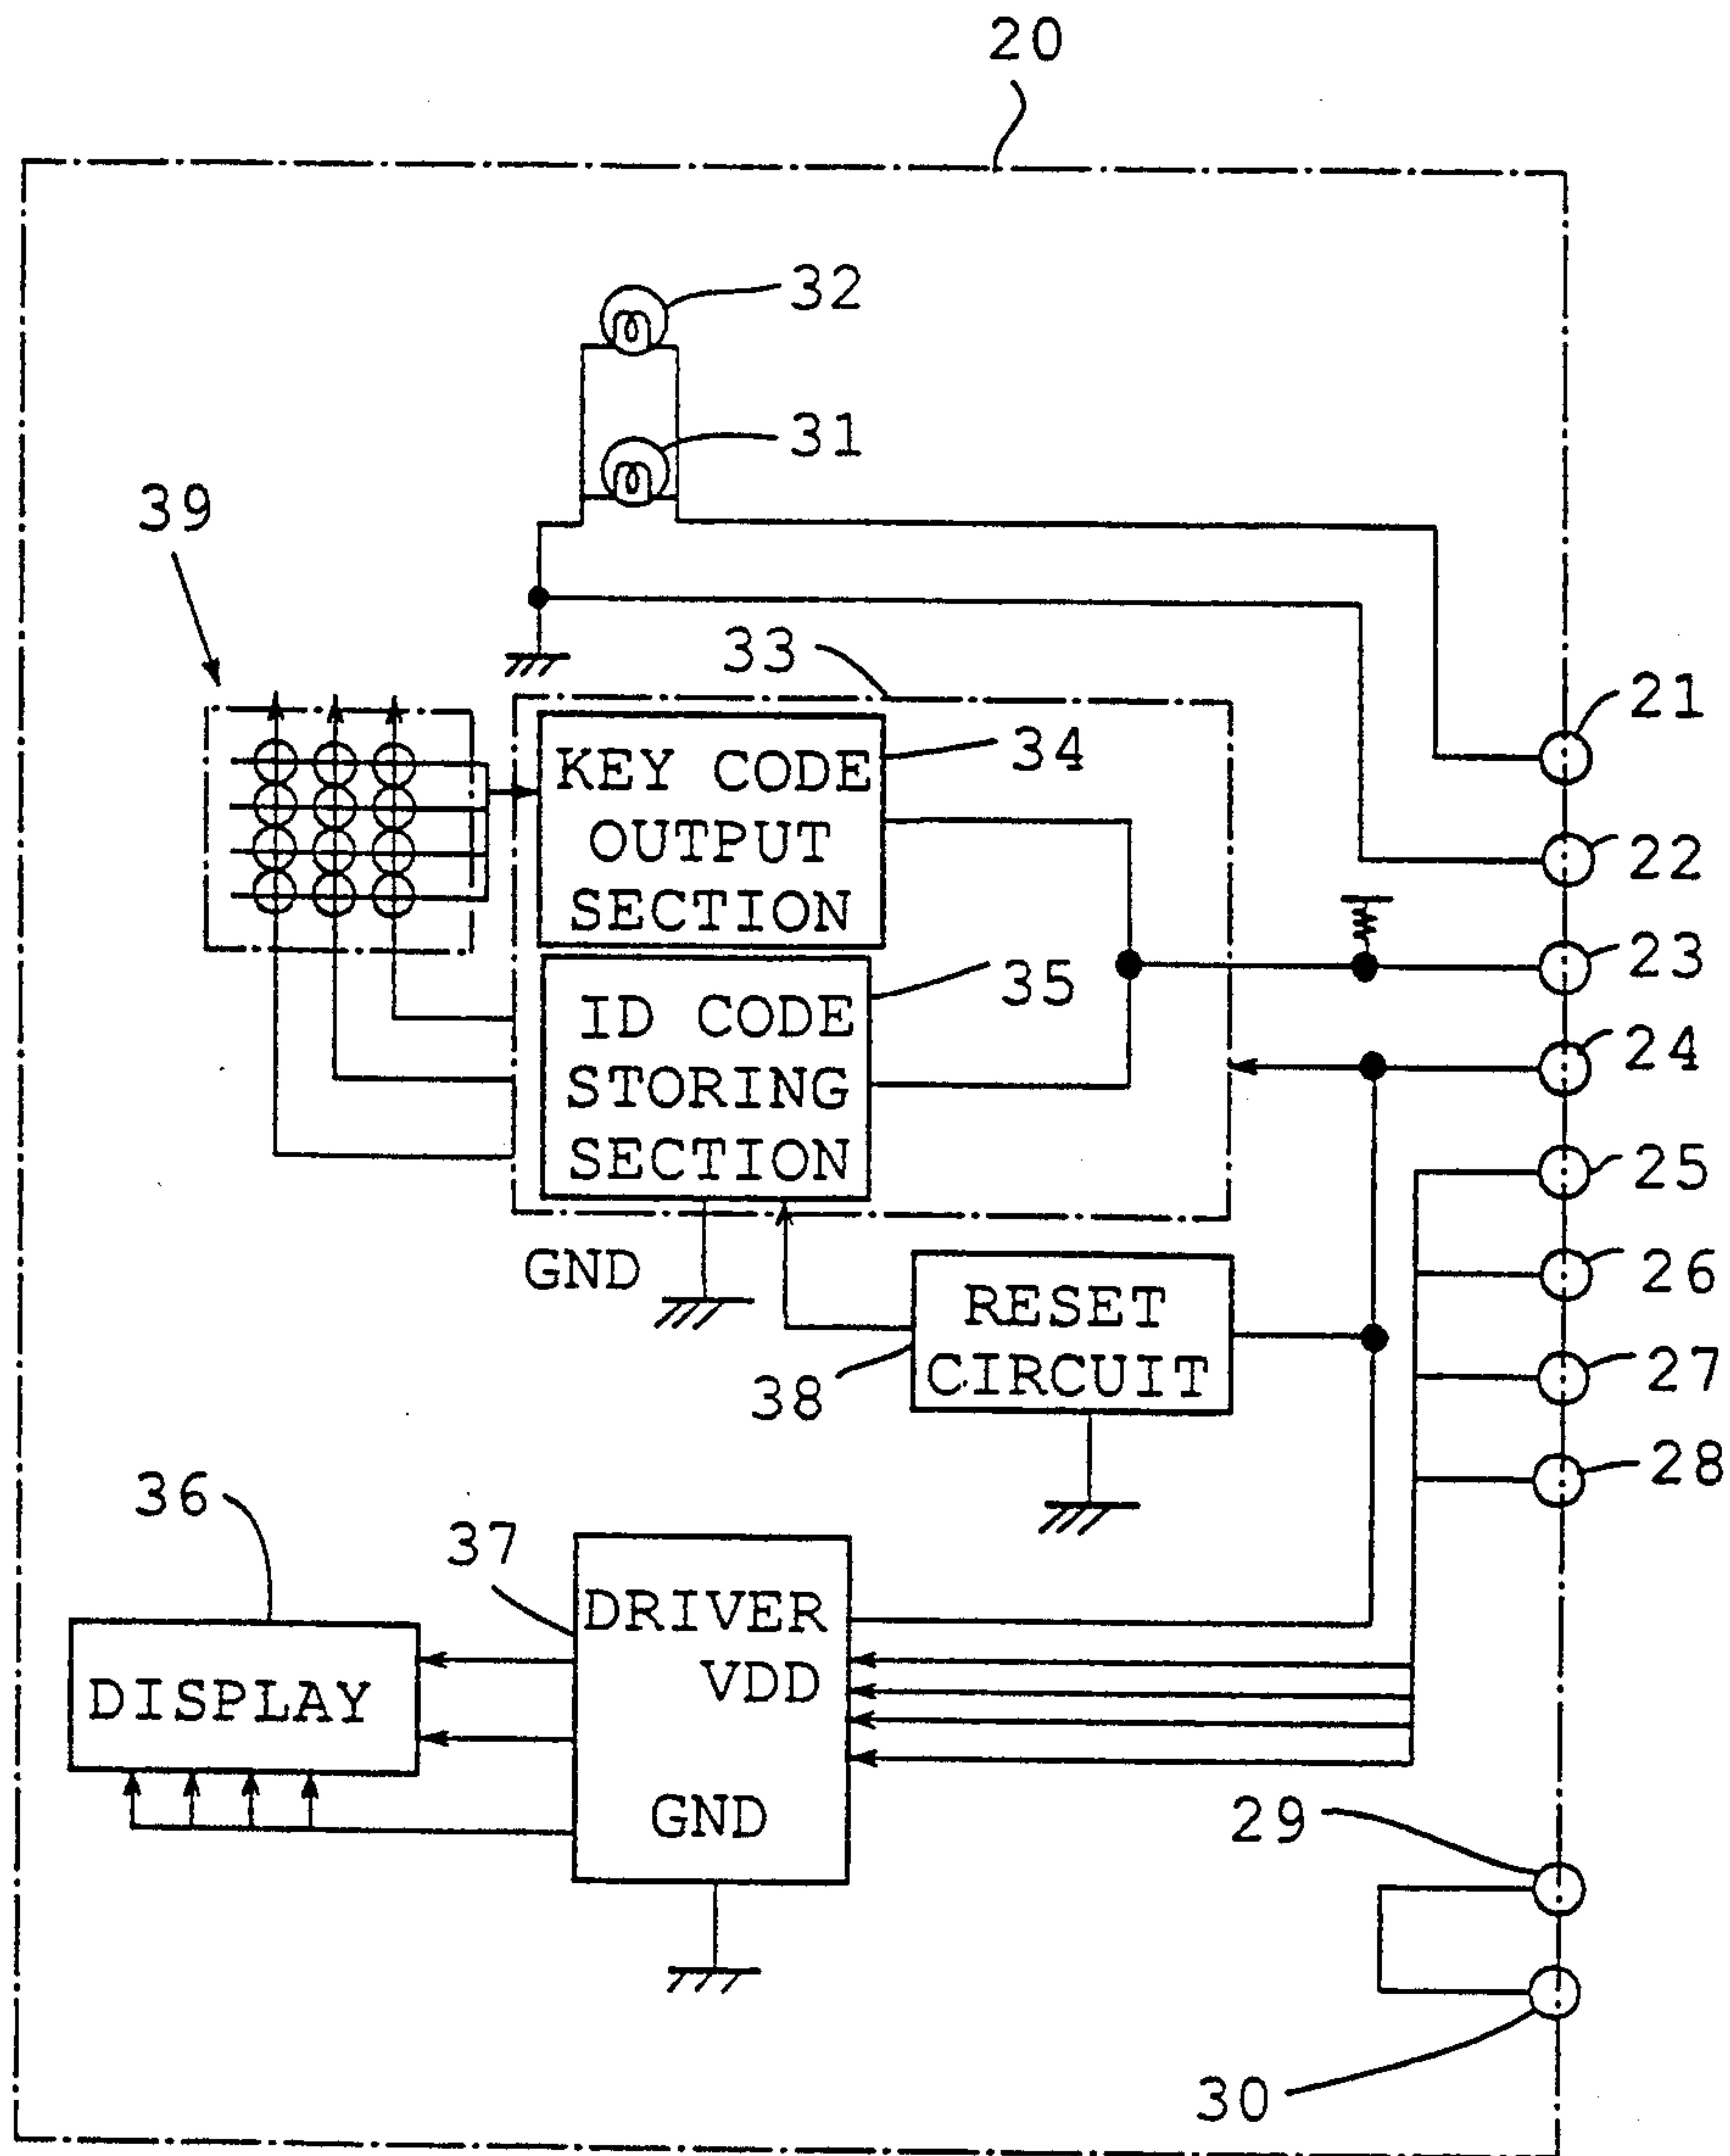 20
32
31
39
33
21
KEY CODE
OUTPUT
SECTION
34
22
23
ID CODE
STORING
SECTION
35
24
25
GND
26
RESET
CIRCUIT
38
27
28
36
37
DRIVER
VDD
GND
DISPLAY
29
30